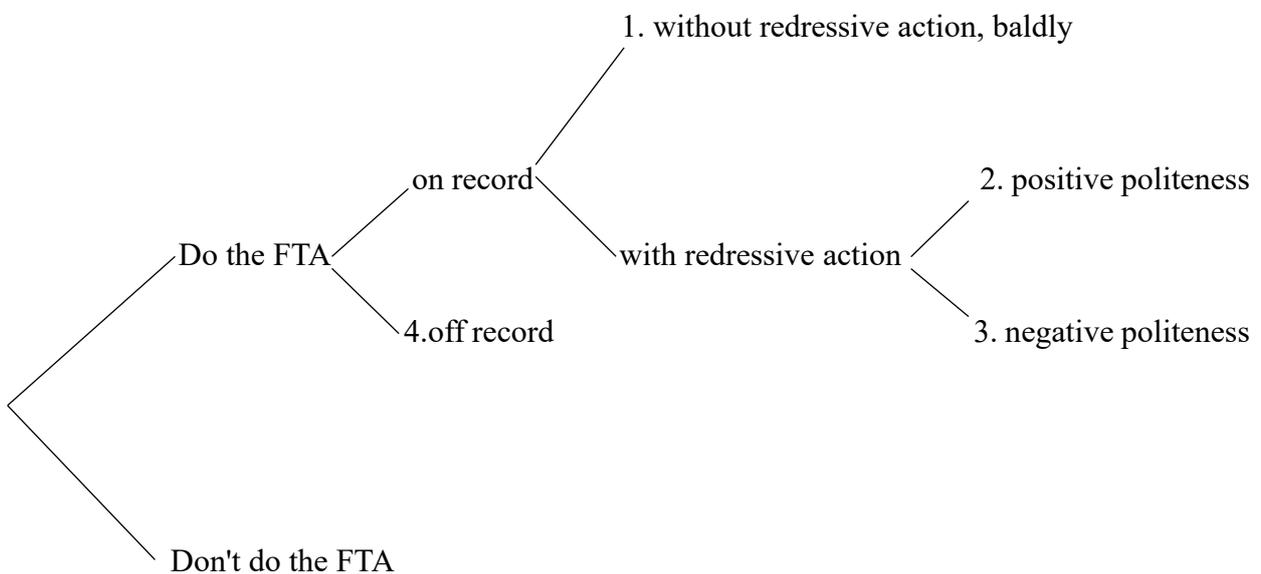 1. without redressive action, baldly
on record
2. positive politeness
Do the FTA
with redressive action
4.off record
3. negative politeness
Don't do the FTA